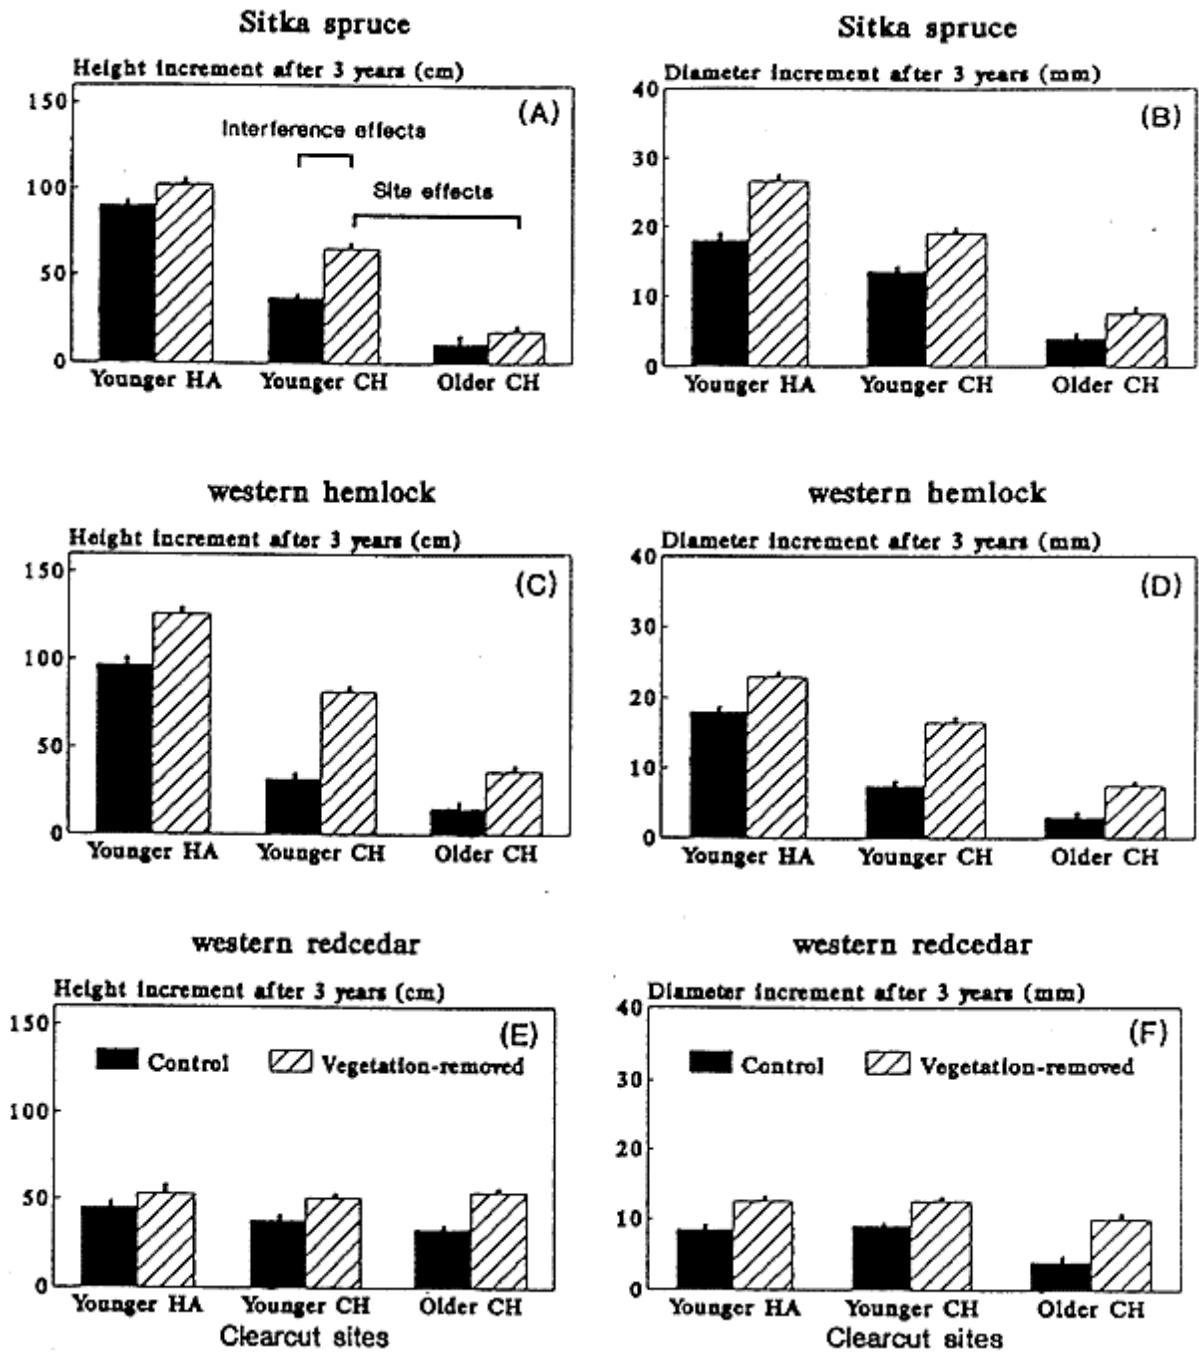 Sitka spruce
Height increment after 3 years (cm)
(A)
150
100
50
0
Interference effects
Site effects
Younger HA Younger CH Older CH
Sitka spruce
Diameter increment after 3 years (mm)
(B)
40
30
20
10
0
Younger HA Younger CH Older CH
western hemlock
Height increment after 3 years (cm)
(C)
150
100
50
0
Younger HA Younger CH Older CH
western hemlock
Diameter increment after 3 years (mm)
(D)
40
30
20
10
0
Younger HA Younger CH Older CH
western redcedar
Height increment after 3 years (cm)
(E)
150
100
50
0
Control Vegetation-removed
Younger HA Younger CH Older CH
Clearcut sites
western redcedar
Diameter increment after 3 years (mm)
(F)
40
30
20
10
0
Control Vegetation-removed
Younger HA Younger CH Older CH
Clearcut sites